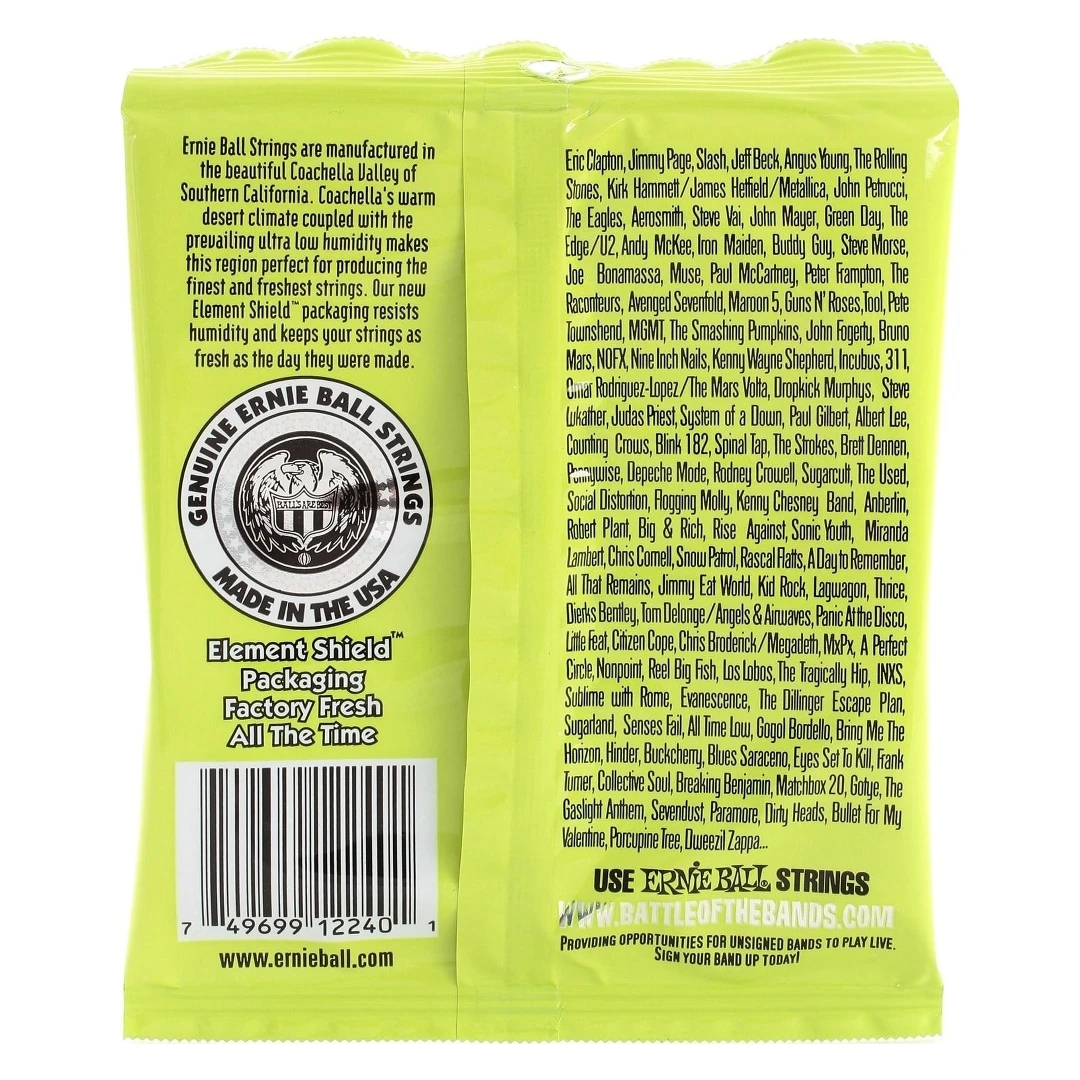 Ernie Ball Strings are manufactured in
the beautiful Coachella Valley of
Southern California. Coachella's warm
desert climate coupled with the
prevailing ultra low humidity makes
this region perfect for producing the
finest and freshest strings. Our new
Element Shield™ packaging resists
humidity and keeps your strings as
fresh as the day they were made.
GENUINE ERNIE BALL STRINGS
BALL'S ARE BEST
MADE IN THE USA
Element Shield™
Packaging
Factory Fresh
All The Time
7 49699 12240 1
www.ernieball.com
Eric Clapton, Jimmy Page, Slash, Jeff Beck, Angus Young, The Rolling
Stones, Kirk Hammett/James Hetfield/Metallica, John Petrucci,
The Eagles, Aerosmith, Steve Vai, John Mayer, Green Day, The
Edge/U2, Andy McKee, Iron Maiden, Buddy Guy, Steve Morse,
Joe Bonamassa, Muse, Paul McCartney, Peter Frampton, The
Raconteurs, Avenged Sevenfold, Maroon 5, Guns N' Roses, Tool, Pete
Townshend, MGMT, The Smashing Pumpkins, John Fogerty, Bruno
Mars, NOFX, Nine Inch Nails, Kenny Wayne Shepherd, Incubus, 311,
Omar Rodriguez-Lopez/The Mars Volta, Dropkick Murphys, Steve
Lukather, Judas Priest, System of a Down, Paul Gilbert, Albert Lee,
Counting Crows, Blink 182, Spinal Tap, The Strokes, Brett Dennen,
Pennywise, Depeche Mode, Rodney Crowell, Sugarcult, The Used,
Social Distortion, Flogging Molly, Kenny Chesney Band, Anberlin,
Robert Plant, Big & Rich, Rise Against, Sonic Youth, Miranda
Lambert, Chris Cornell, Snow Patrol, Rascal Flatts, A Day to Remember,
All That Remains, Jimmy Eat World, Kid Rock, Lagwagon, Thrice,
Dierks Bentley, Tom Delonge/Angels & Airwaves, Panic At the Disco,
Little Feat, Citizen Cope, Chris Broderick/Megadeth, MxPx, A Perfect
Circle, Nonpoint, Reel Big Fish, Los Lobos, The Tragically Hip, INXS,
Sublime with Rome, Evanescence, The Dillinger Escape Plan,
Sugarland, Senses Fail, All Time Low, Gogol Bordello, Bring Me The
Horizon, Hinder, Buckcherry, Blues Saraceno, Eyes Set To Kill, Frank
Turner, Collective Soul, Breaking Benjamin, Matchbox 20, Gotye, The
Gaslight Anthem, Sevendust, Paramore, Dirty Heads, Bullet For My
Valentine, Porcupine Tree, Dweezil Zappa...
USE ERNIE BALL® STRINGS
WWW.BATTLEOFTHEBANDS.COM
PROVIDING OPPORTUNITIES FOR UNSIGNED BANDS TO PLAY LIVE.
SIGN YOUR BAND UP TODAY!